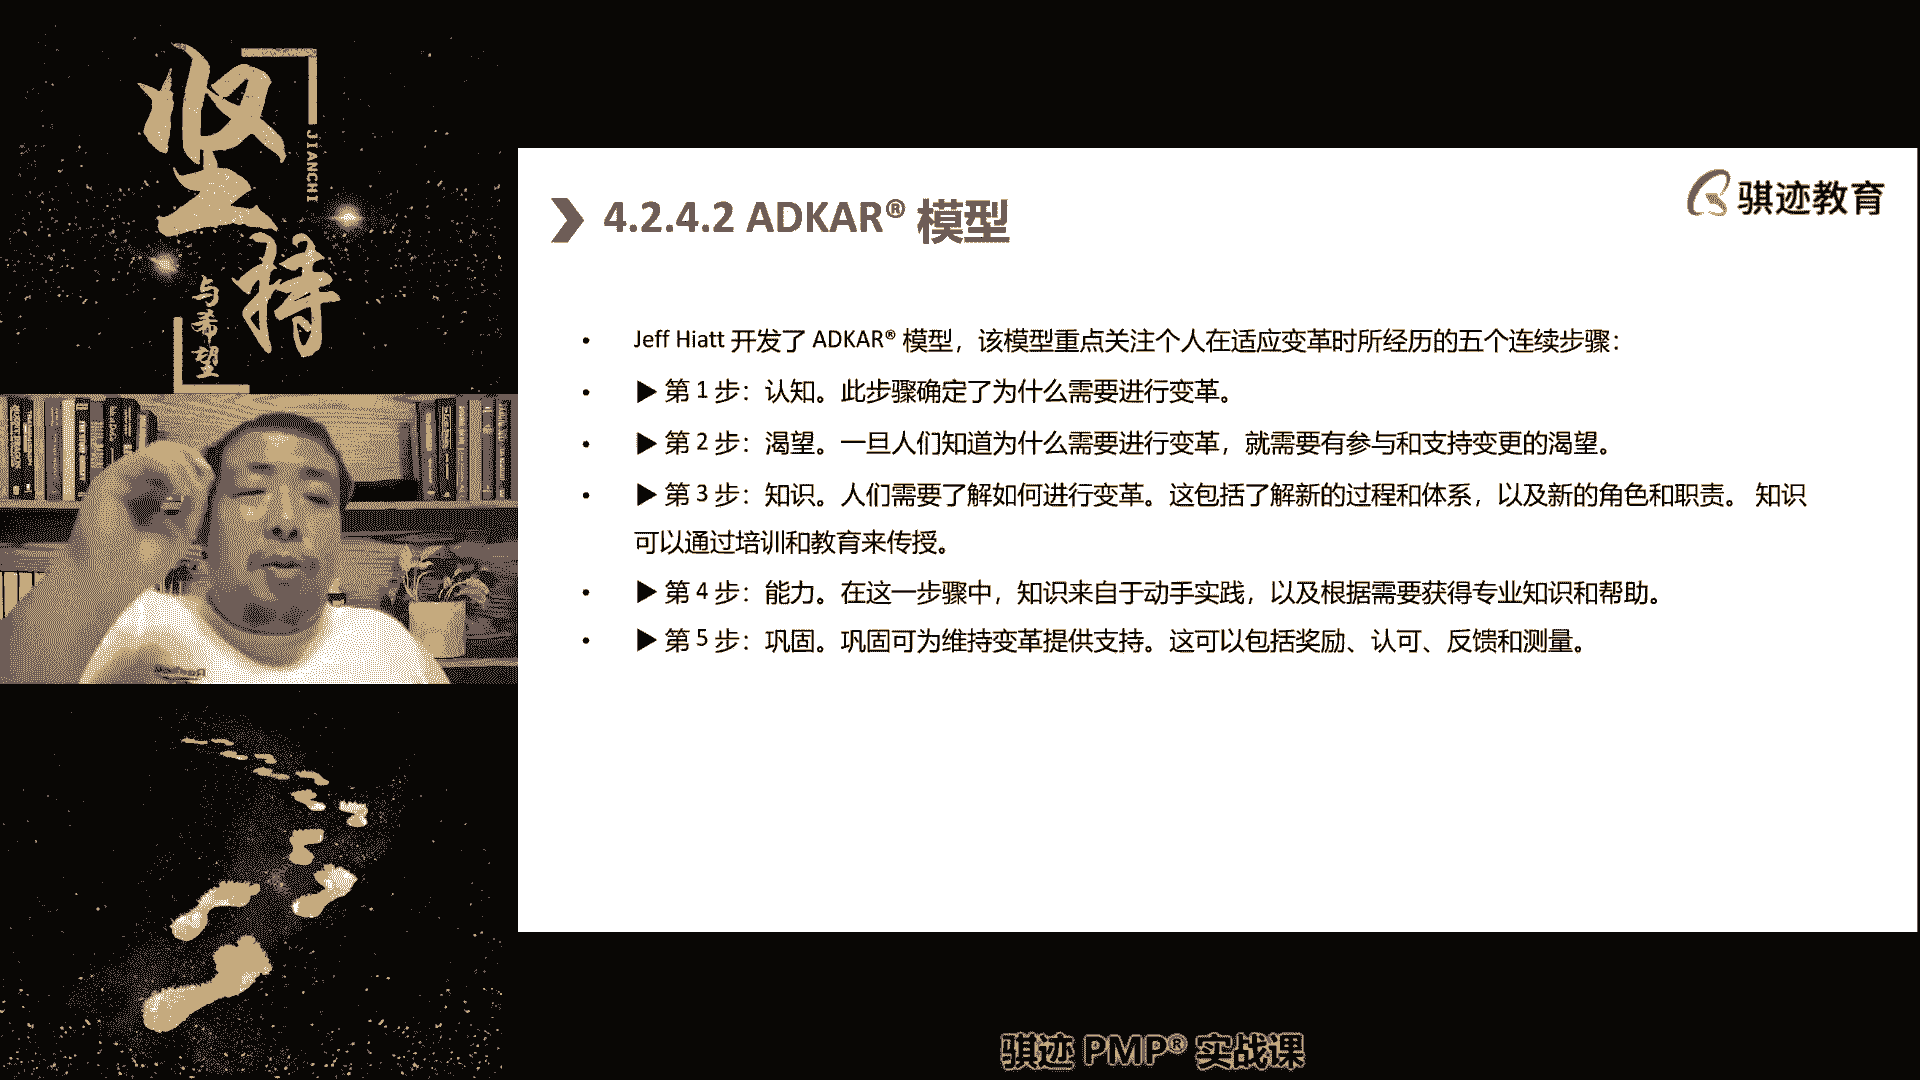 坚持
JIANCHI
与希望
骐迹教育
4.2.4.2 ADKAR® 模型
• Jeff Hiatt 开发了 ADKAR® 模型，该模型重点关注个人在适应变革时所经历的五个连续步骤：
• ▶ 第 1 步：认知。此步骤确定了为什么需要进行变革。
• ▶ 第 2 步：渴望。一旦人们知道为什么需要进行变革，就需要有参与和支持变更的渴望。
• ▶ 第 3 步：知识。人们需要了解如何进行变革。这包括了解新的过程和体系，以及新的角色和职责。 知识
可以通过培训和教育来传授。
• ▶ 第 4 步：能力。在这一步骤中，知识来自于动手实践，以及根据需要获得专业知识和帮助。
• ▶ 第 5 步：巩固。巩固可为维持变革提供支持。这可以包括奖励、认可、反馈和测量。
骐迹 PMP® 实战课